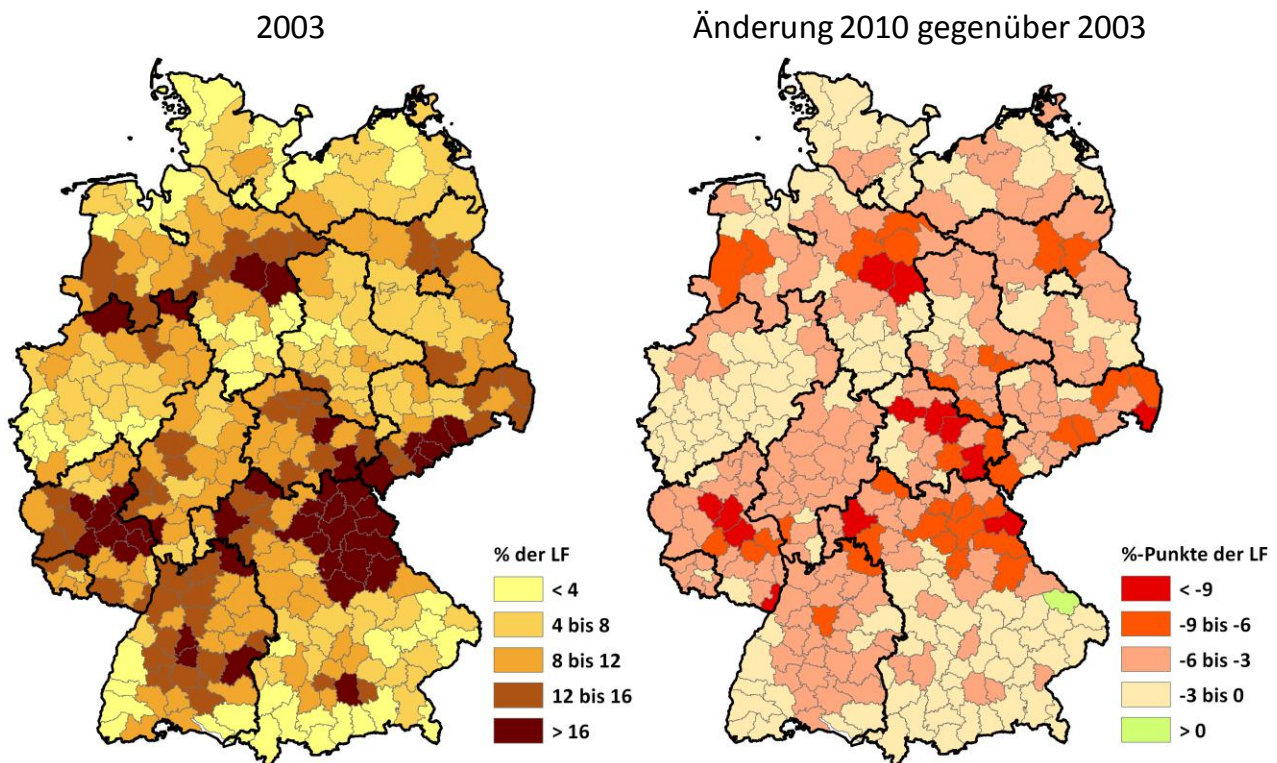 2003
Änderung 2010 gegenüber 2003
% der LF
< 4
4 bis 8
8 bis 12
12 bis 16
> 16
%-Punkte der LF
< -9
-9 bis -6
-6 bis -3
-3 bis 0
> 0